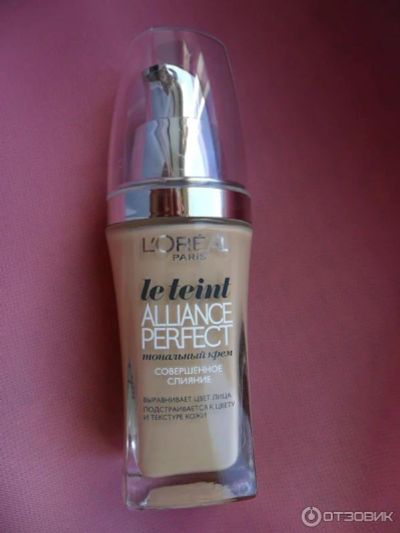 L'ORÉAL
PARIS
le teint
ALLIANCE
PERFECT
тональный крем
СОВЕРШЕННОЕ
СЛИЯНИЕ
ВЫРАВНИВАЕТ ЦВЕТ ЛИЦА
ПОДСТРАИВАЕТСЯ К ЦВЕТУ
И ТЕКСТУРЕ КОЖИ
ОТЗОВИК